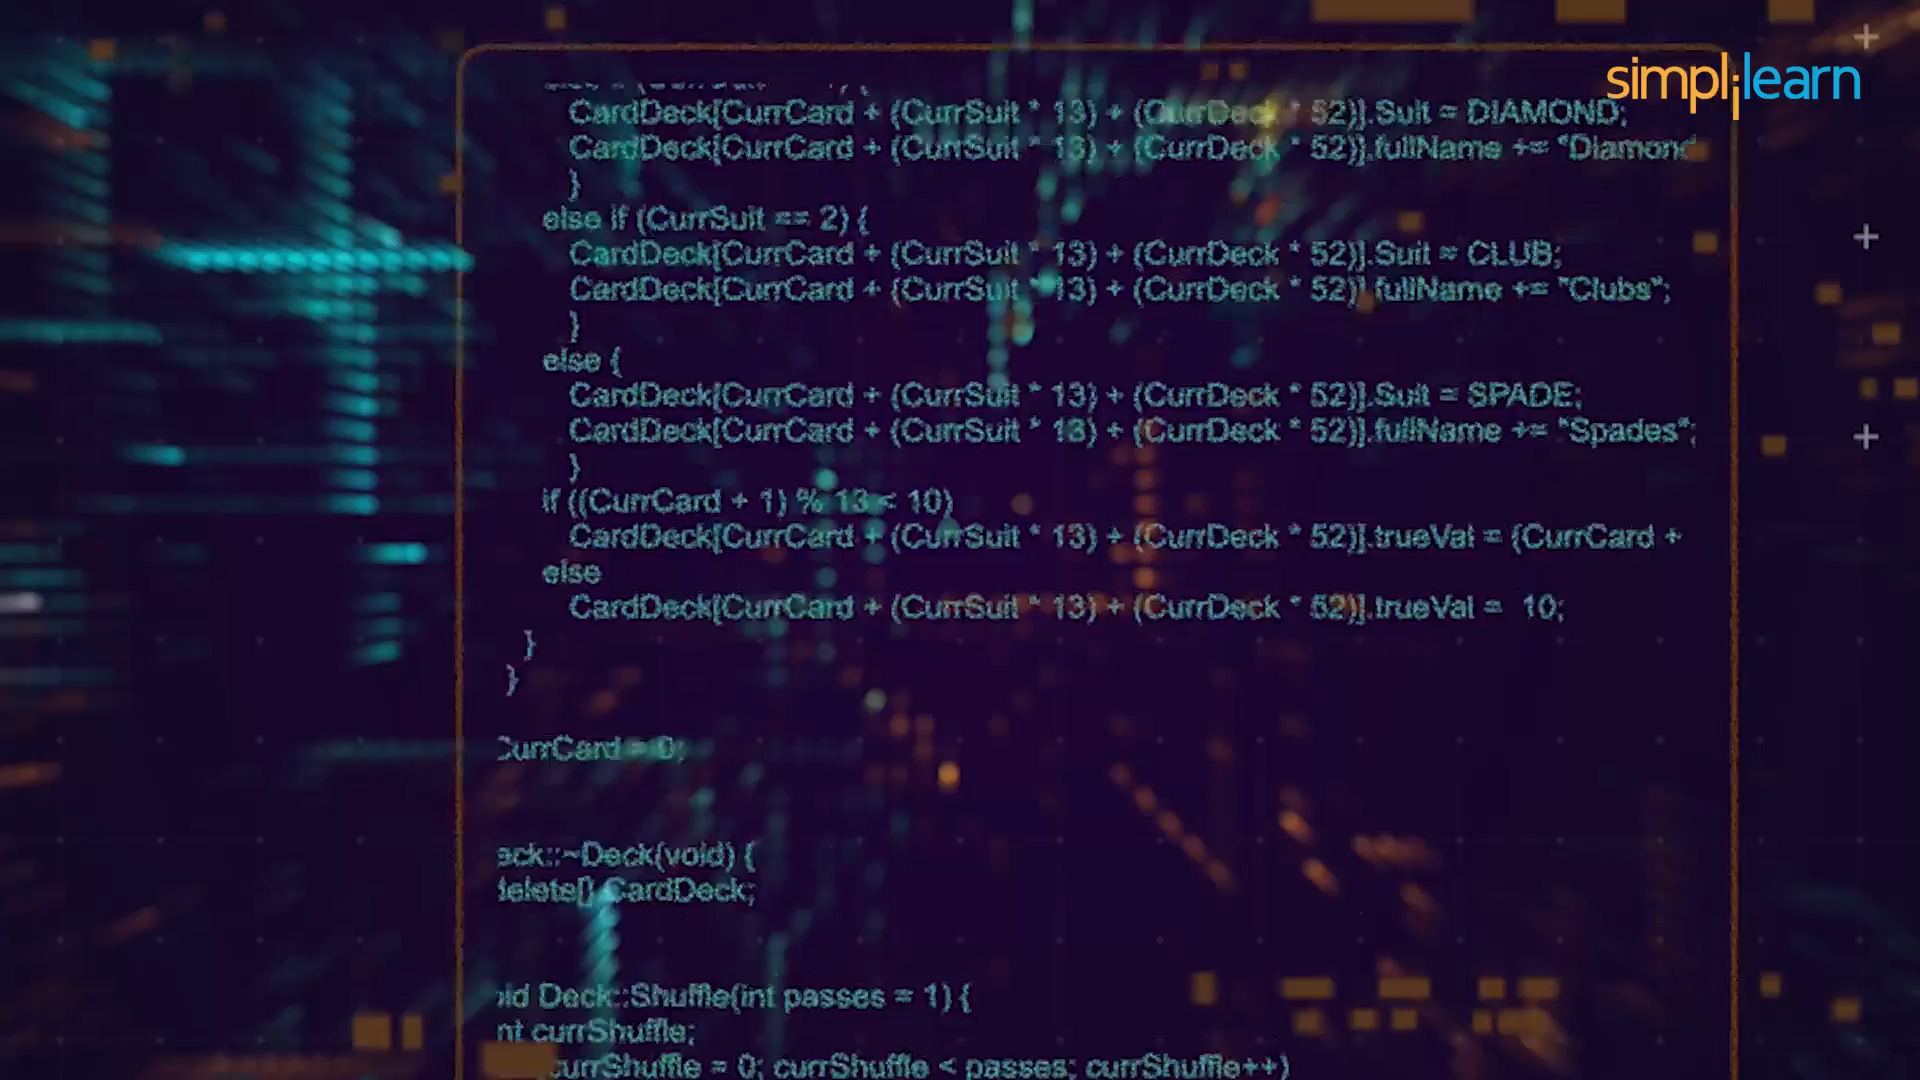 simplilearn
CardDeck[CurrCard + (CurrSuit * 13) + (CurrDeck * 52)].Suit = DIAMOND;
CardDeck[CurrCard + (CurrSuit * 13) + (CurrDeck * 52)].fullName += "Diamond
}
else if (CurrSuit == 2) {
CardDeck[CurrCard + (CurrSuit * 13) + (CurrDeck * 52)].Suit = CLUB;
CardDeck[CurrCard + (CurrSuit * 13) + (CurrDeck * 52)].fullName += "Clubs";
}
else {
CardDeck[CurrCard + (CurrSuit * 13) + (CurrDeck * 52)].Suit = SPADE;
CardDeck[CurrCard + (CurrSuit * 13) + (CurrDeck * 52)].fullName += "Spades";
}
if ((CurrCard + 1) % 13 < 10)
CardDeck[CurrCard + (CurrSuit * 13) + (CurrDeck * 52)].trueVal = (CurrCard +
else
CardDeck[CurrCard + (CurrSuit * 13) + (CurrDeck * 52)].trueVal = 10;
}
}
CurrCard = 0;
eck::~Deck(void) {
delete[] CardDeck;
oid Deck::Shuffle(int passes = 1) {
nt currShuffle;
currShuffle = 0; currShuffle < passes; currShuffle++)